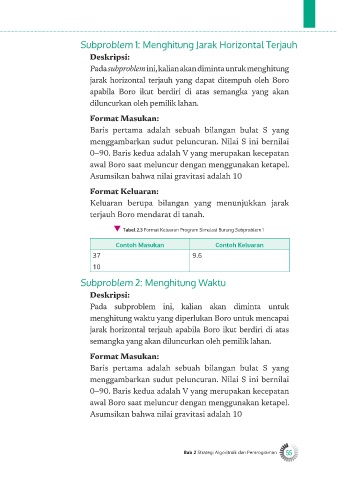 Subproblem 1: Menghitung Jarak Horizontal Terjauh
Deskripsi:
Pada subproblem ini, kalian akan diminta untuk menghitung
jarak horizontal terjauh yang dapat ditempuh oleh Boro
apabila Boro ikut berdiri di atas semangka yang akan
diluncurkan oleh pemilik lahan.
Format Masukan:
Baris pertama adalah sebuah bilangan bulat S yang
menggambarkan sudut peluncuran. Nilai S ini bernilai
0–90. Baris kedua adalah V yang merupakan kecepatan
awal Boro saat meluncur dengan menggunakan ketapel.
Asumsikan bahwa nilai gravitasi adalah 10
Format Keluaran:
Keluaran berupa bilangan yang menunjukkan jarak
terjauh Boro mendarat di tanah.
Tabel 2.3 Format Keluaran Program Simulasi Burung Subproblem 1
Contoh Masukan Contoh Keluaran
37 9.6
10
Subproblem 2: Menghitung Waktu
Deskripsi:
Pada subproblem ini, kalian akan diminta untuk
menghitung waktu yang diperlukan Boro untuk mencapai
jarak horizontal terjauh apabila Boro ikut berdiri di atas
semangka yang akan diluncurkan oleh pemilik lahan.
Format Masukan:
Baris pertama adalah sebuah bilangan bulat S yang
menggambarkan sudut peluncuran. Nilai S ini bernilai
0–90. Baris kedua adalah V yang merupakan kecepatan
awal Boro saat meluncur dengan menggunakan ketapel.
Asumsikan bahwa nilai gravitasi adalah 10
Bab 2 Strategi Algoritmik dan Pemrograman 55